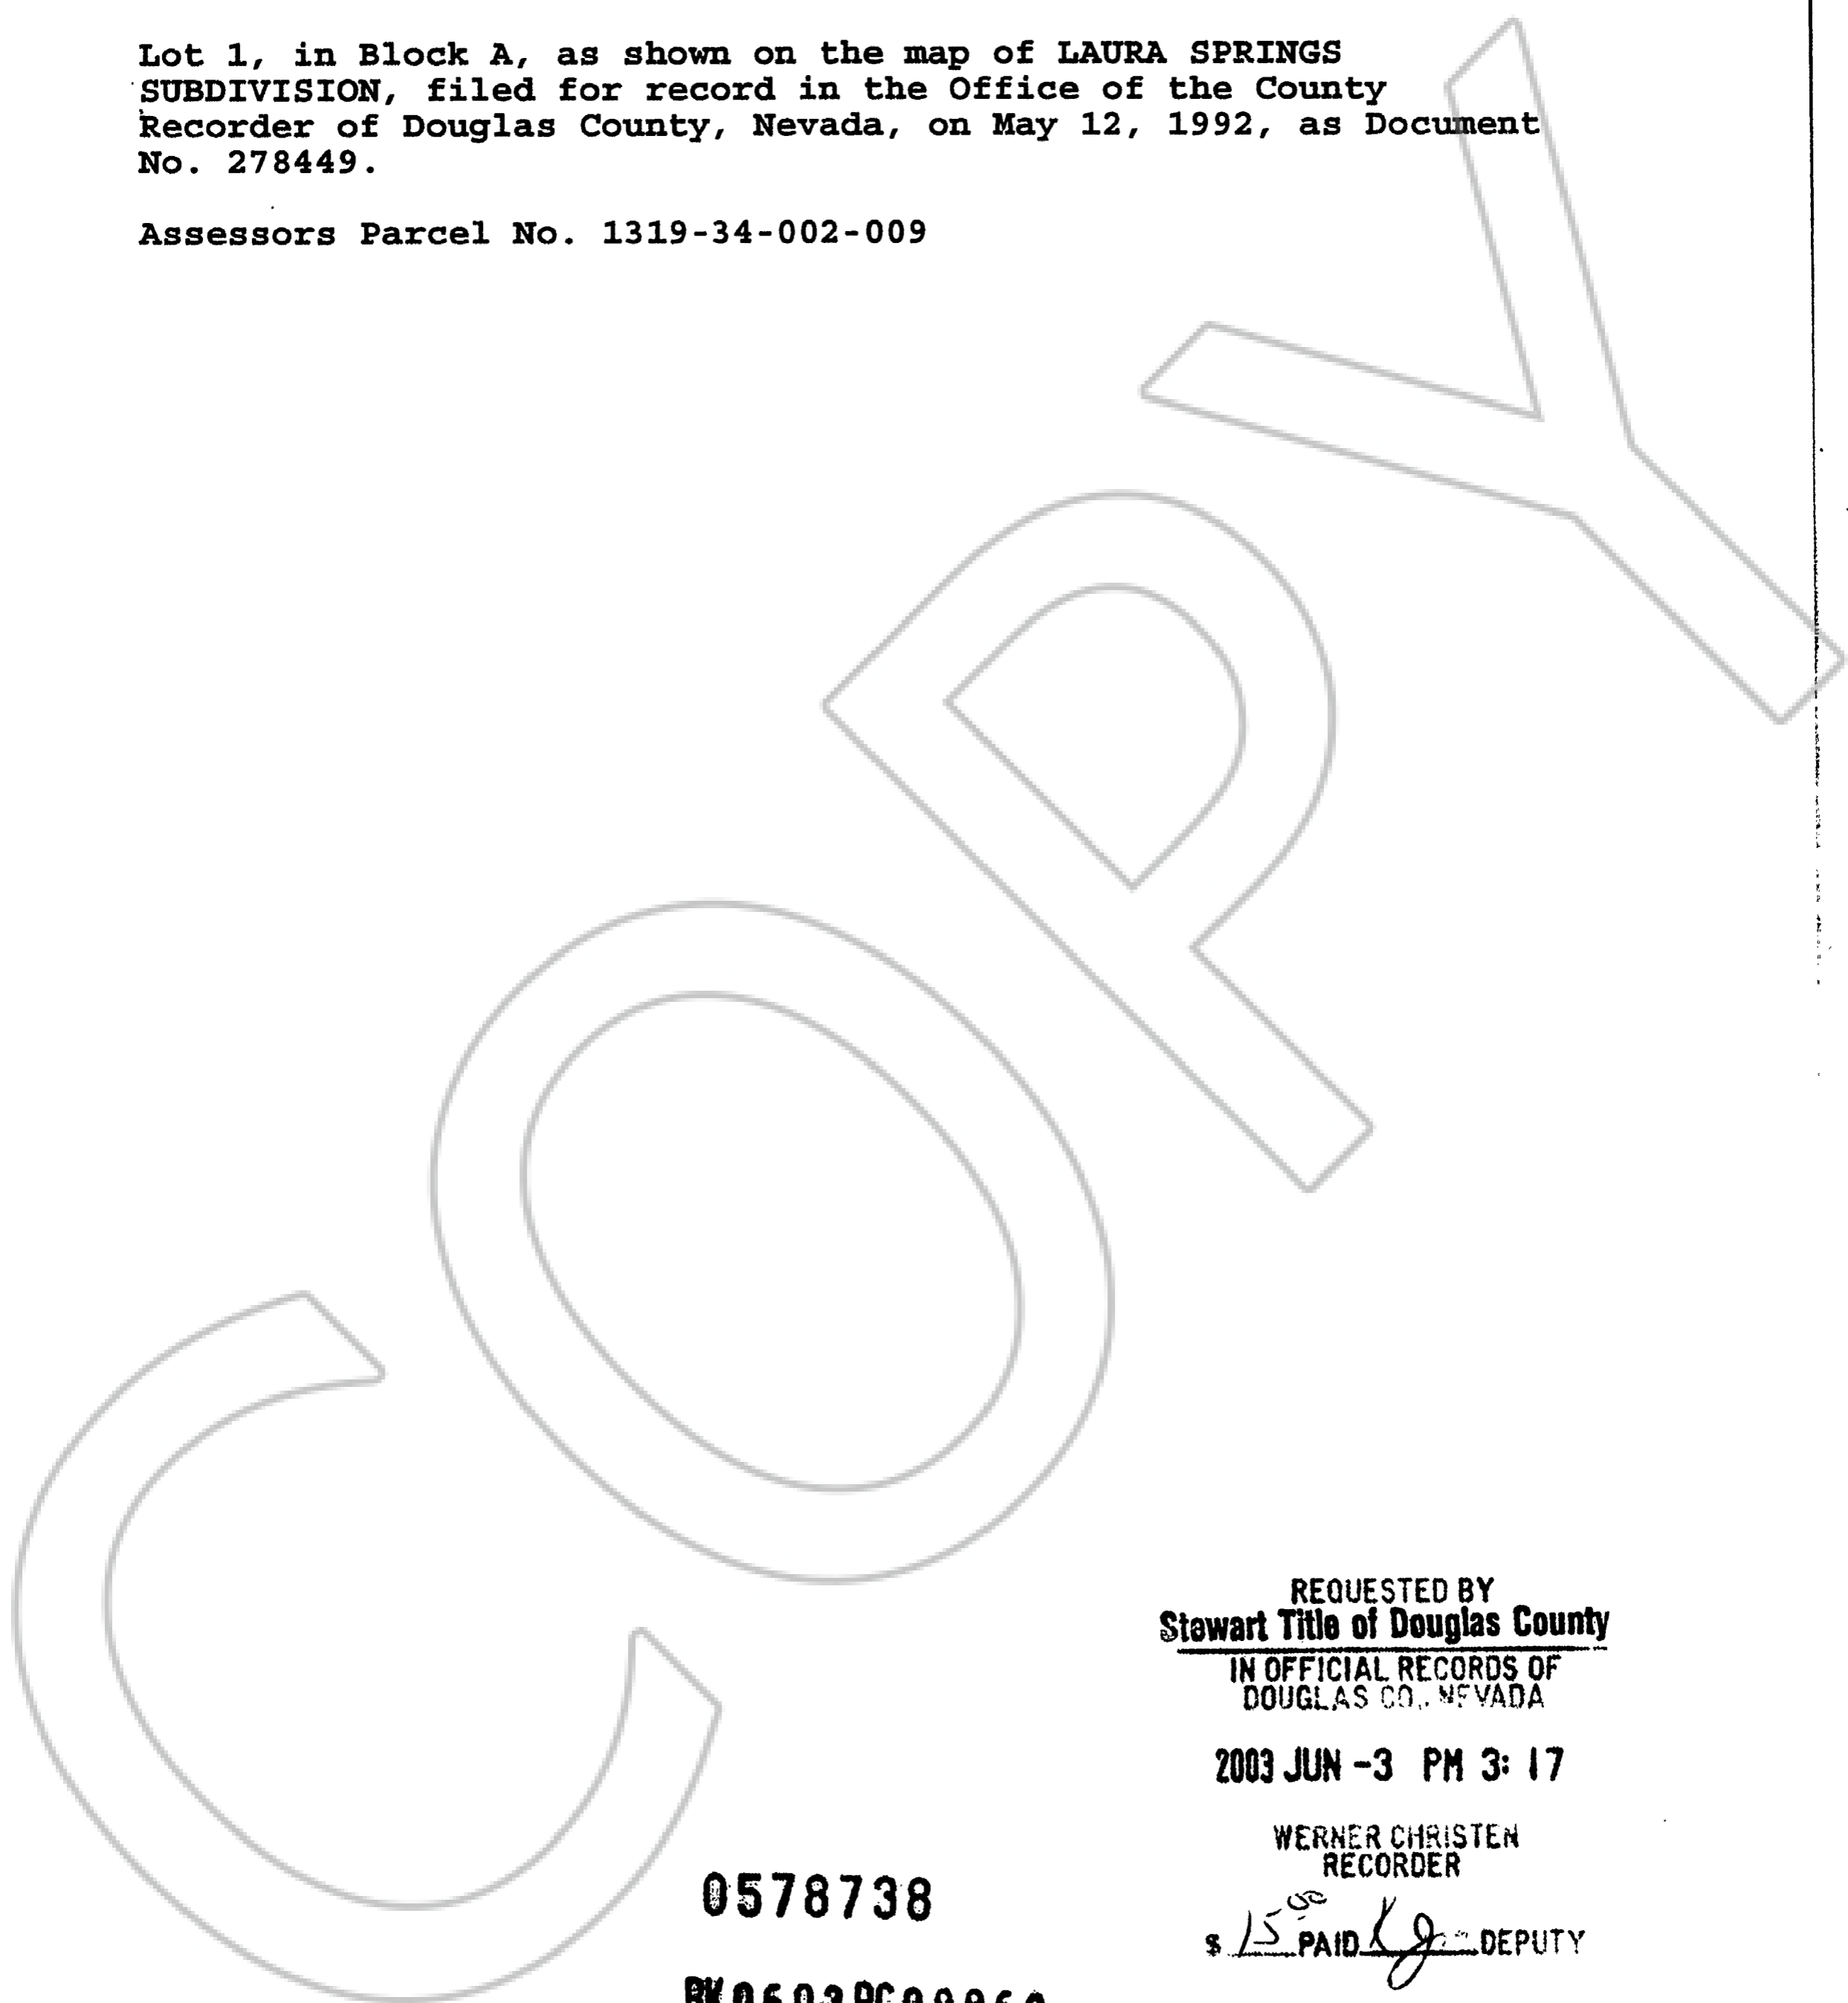 Lot 1, in Block A, as shown on the map of LAURA SPRINGS
SUBDIVISION, filed for record in the Office of the County
Recorder of Douglas County, Nevada, on May 12, 1992, as Document
No. 278449.
Assessors Parcel No. 1319-34-002-009
COPY
REQUESTED BY
Stewart Title of Douglas County
IN OFFICIAL RECORDS OF
DOUGLAS CO., NEVADA
2003 JUN -3 PM 3: 17
WERNER CHRISTEN
RECORDER
$ 15.00 PAID DEPUTY
0578738